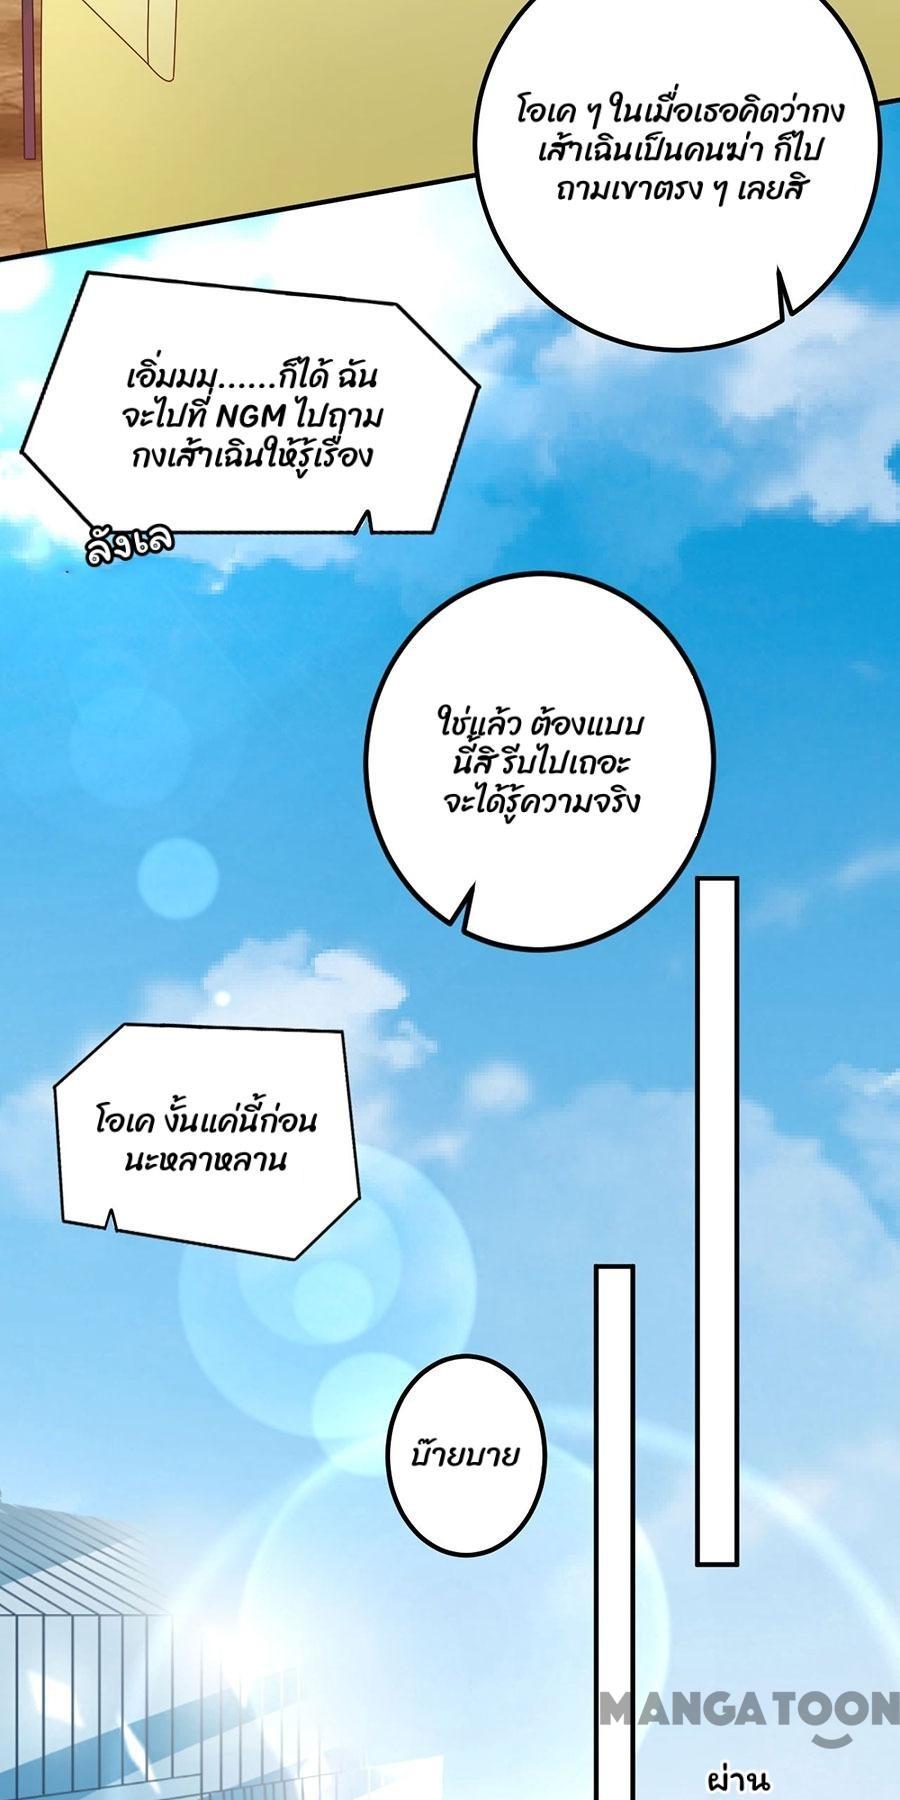 โอเค ๆ ในเมื่อเธอคิดว่ากง
เส้าเฉินเป็นคนฆ่า ก็ไป
ถามเขาตรง ๆ เลยสิ
เอิ่มมม......ก็ได้ ฉัน
จะไปที่ NGM ไปถาม
กงเส้าเฉินให้รู้เรื่อง
ลังเล
ใช่แล้ว ต้องแบบ
นี้สิ รีบไปเถอะ
จะได้รู้ความจริง
โอเค งั้นแค่นี้ก่อน
นะหลาหลาน
บ๊ายบาย
MANGATOON
ผ่าน